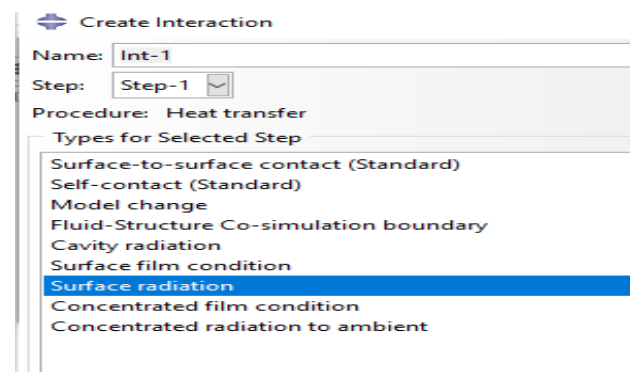 Create Interaction
Name: Int-1
Step: Step-1
Procedure: Heat transfer
Types for Selected Step
Surface-to-surface contact (Standard)
Self-contact (Standard)
Model change
Fluid-Structure Co-simulation boundary
Cavity radiation
Surface film condition
Surface radiation
Concentrated film condition
Concentrated radiation to ambient